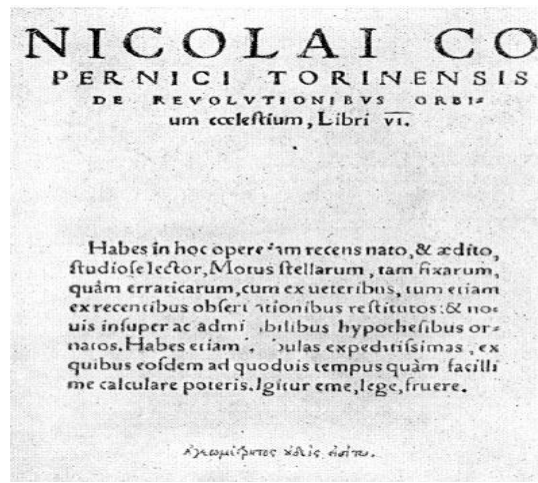 NICOLAI CO
PERNICI TORINENSIS
DE REVOLVTIONIBVS ORBI⸗
um cœleſtium, Libri VI.
Habes in hoc opere recens nato, & ædito,
ſtudioſe lector, Motus ſtellarum, tam fixarum,
quàm erraticarum, cum ex ueteribus, tum etiam
ex recentibus reſtitutos: & no⸗
uis inſuper ac hypotheſibus or⸗
natos. Habes etiam expeditiſsimas, ex
quibus eoſdem ad quoduis tempus quàm facilli
me calculare poteris. Igitur eme, lege, fruere.